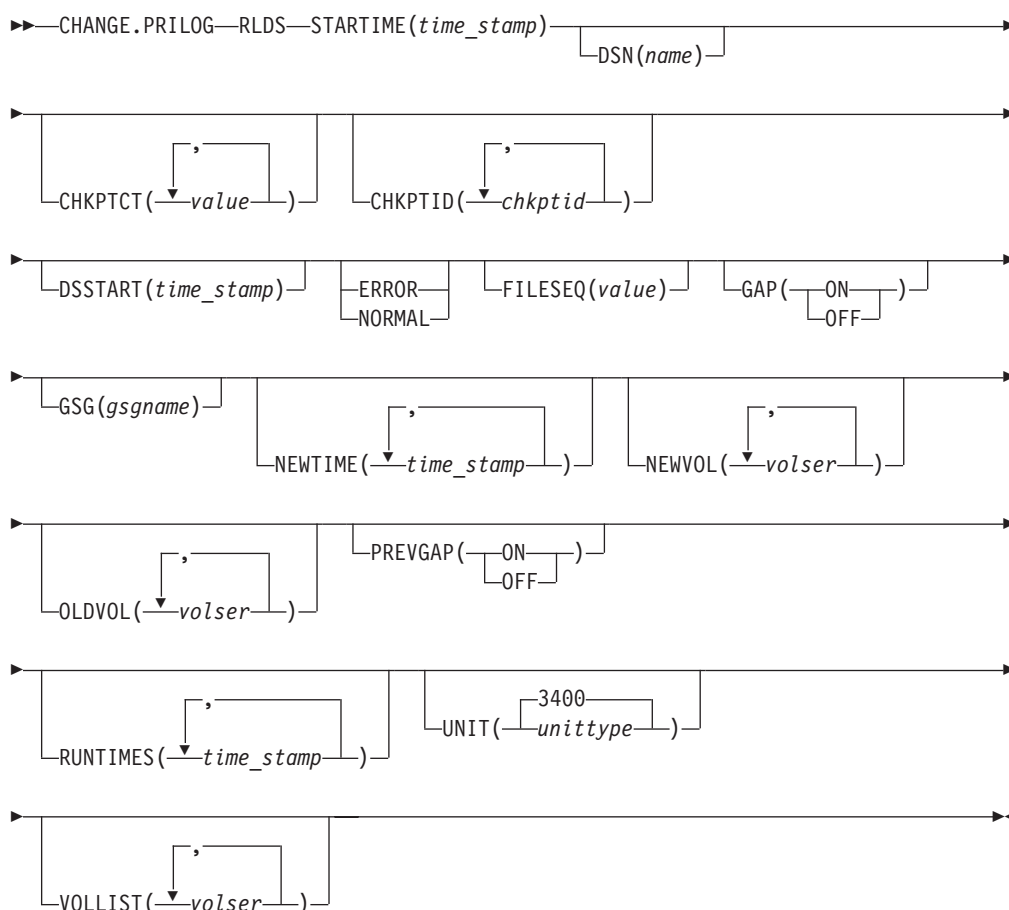 CHANGE.PRILOG RLDS STARTIME(time_stamp)
DSN(name)
, ,
CHKPTCT( value ) CHKPTID( chkptid )
DSSTART(time_stamp) ERROR FILESEQ(value) GAP( ON )
NORMAL OFF
GSG(gsgname)
, ,
NEWTIME( time_stamp ) NEWVOL( volser )
, PREVGAP( ON )
OFF
OLDVOL( volser )
, 3400
UNIT( unittype )
RUNTIMES( time_stamp )
,
VOLLIST( volser )